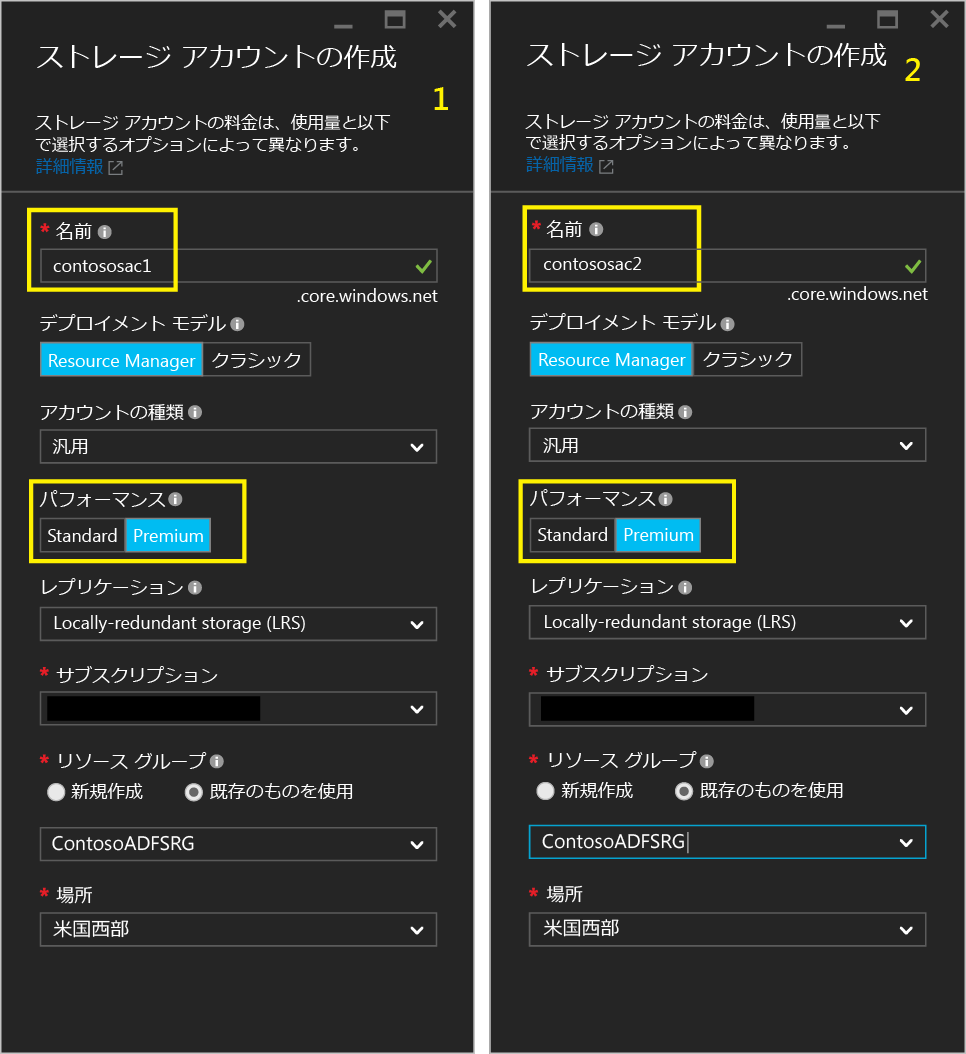 ストレージ アカウントの作成
1
ストレージ アカウントの料金は、使用量と以下
で選択するオプションによって異なります。
詳細情報
* 名前
contososac1
.core.windows.net
デプロイメント モデル
Resource Manager クラシック
アカウントの種類
汎用
パフォーマンス
Standard Premium
レプリケーション
Locally-redundant storage (LRS)
* サブスクリプション
* リソース グループ
新規作成 既存のものを使用
ContosoADFSRG
* 場所
米国西部
ストレージ アカウントの作成
2
ストレージ アカウントの料金は、使用量と以下
で選択するオプションによって異なります。
詳細情報
* 名前
contososac2
.core.windows.net
デプロイメント モデル
Resource Manager クラシック
アカウントの種類
汎用
パフォーマンス
Standard Premium
レプリケーション
Locally-redundant storage (LRS)
* サブスクリプション
* リソース グループ
新規作成 既存のものを使用
ContosoADFSRG
* 場所
米国西部